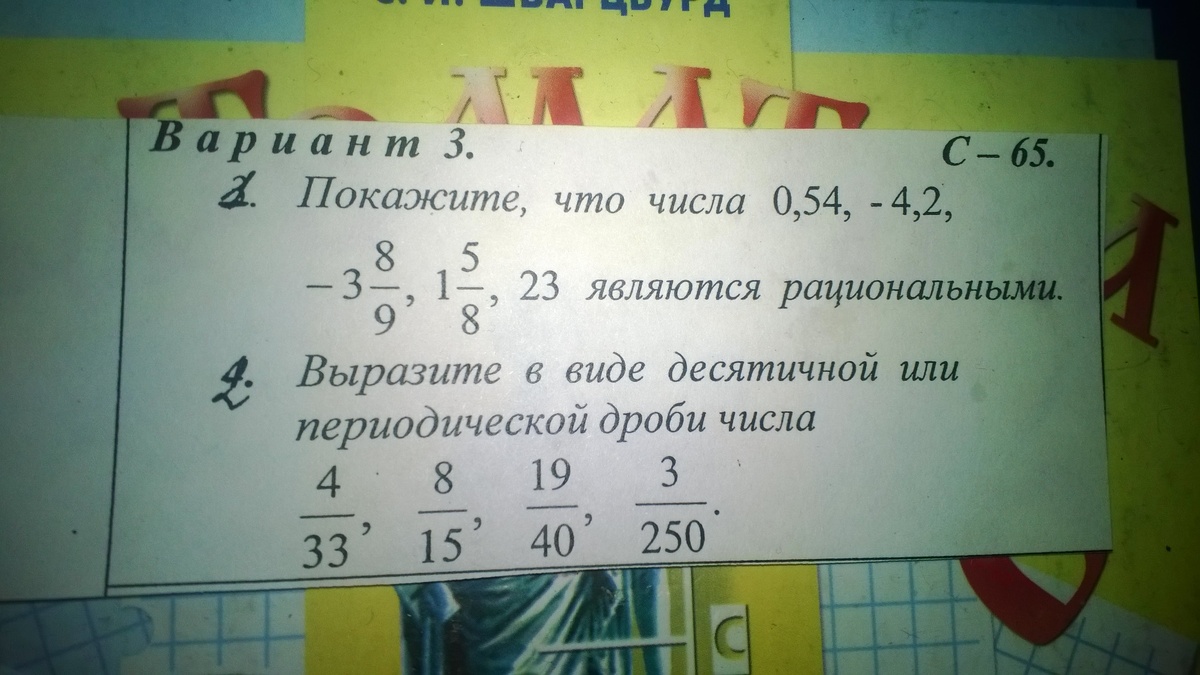 С. И. ШВАРЦБУРД
Вариант 3. С – 65.
1. Покажите, что числа 0,54, - 4,2,
– 3 8/9, 1 5/8, 23 являются рациональными.
2. Выразите в виде десятичной или
периодической дроби числа
4/33, 8/15, 19/40, 3/250.
С